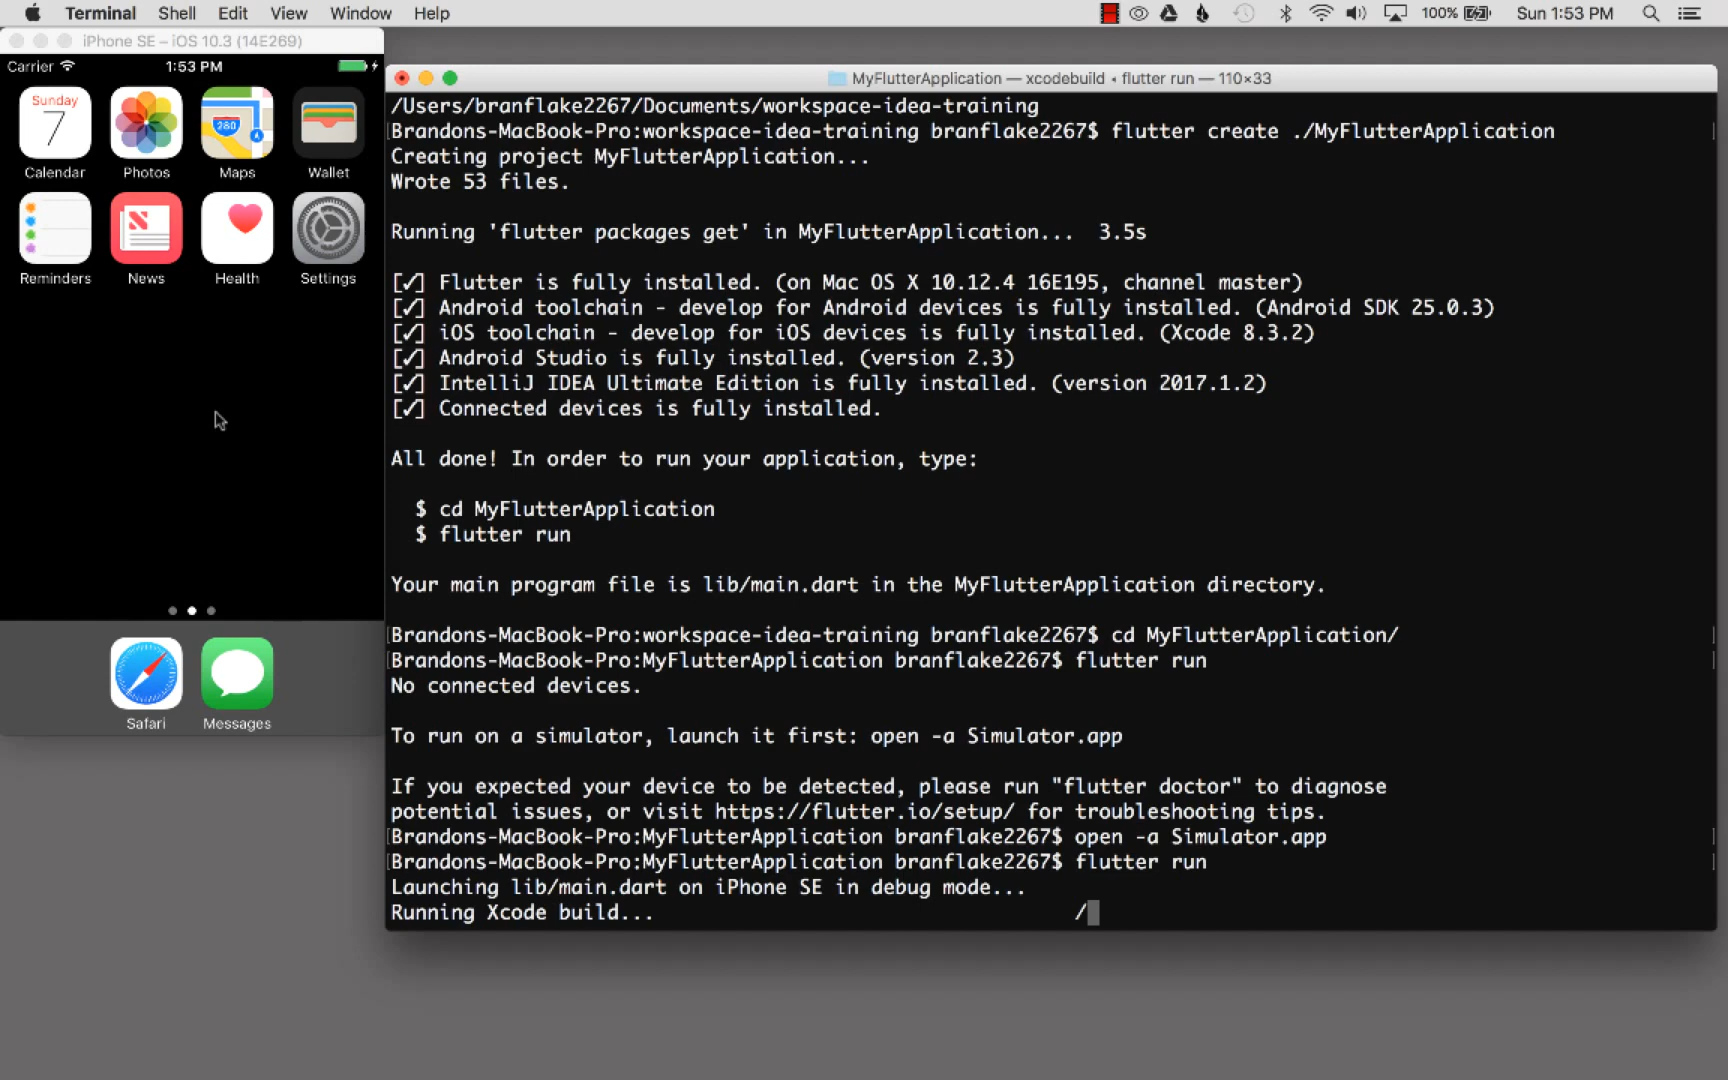 Terminal Shell Edit View Window Help 100% Sun 1:53 PM
iPhone SE – iOS 10.3 (14E269)
Carrier 1:53 PM
Sunday
7
280
Calendar Photos Maps Wallet
Reminders News Health Settings
Safari Messages
MyFlutterApplication — xcodebuild • flutter run — 110×33
/Users/branflake2267/Documents/workspace-idea-training
[Brandons-MacBook-Pro:workspace-idea-training branflake2267$ flutter create ./MyFlutterApplication ]
Creating project MyFlutterApplication...
Wrote 53 files.
Running 'flutter packages get' in MyFlutterApplication... 3.5s
[✓] Flutter is fully installed. (on Mac OS X 10.12.4 16E195, channel master)
[✓] Android toolchain - develop for Android devices is fully installed. (Android SDK 25.0.3)
[✓] iOS toolchain - develop for iOS devices is fully installed. (Xcode 8.3.2)
[✓] Android Studio is fully installed. (version 2.3)
[✓] IntelliJ IDEA Ultimate Edition is fully installed. (version 2017.1.2)
[✓] Connected devices is fully installed.
All done! In order to run your application, type:
$ cd MyFlutterApplication
$ flutter run
Your main program file is lib/main.dart in the MyFlutterApplication directory.
[Brandons-MacBook-Pro:workspace-idea-training branflake2267$ cd MyFlutterApplication/ ]
[Brandons-MacBook-Pro:MyFlutterApplication branflake2267$ flutter run ]
No connected devices.
To run on a simulator, launch it first: open -a Simulator.app
If you expected your device to be detected, please run "flutter doctor" to diagnose
potential issues, or visit https://flutter.io/setup/ for troubleshooting tips.
[Brandons-MacBook-Pro:MyFlutterApplication branflake2267$ open -a Simulator.app ]
[Brandons-MacBook-Pro:MyFlutterApplication branflake2267$ flutter run ]
Launching lib/main.dart on iPhone SE in debug mode...
Running Xcode build... /